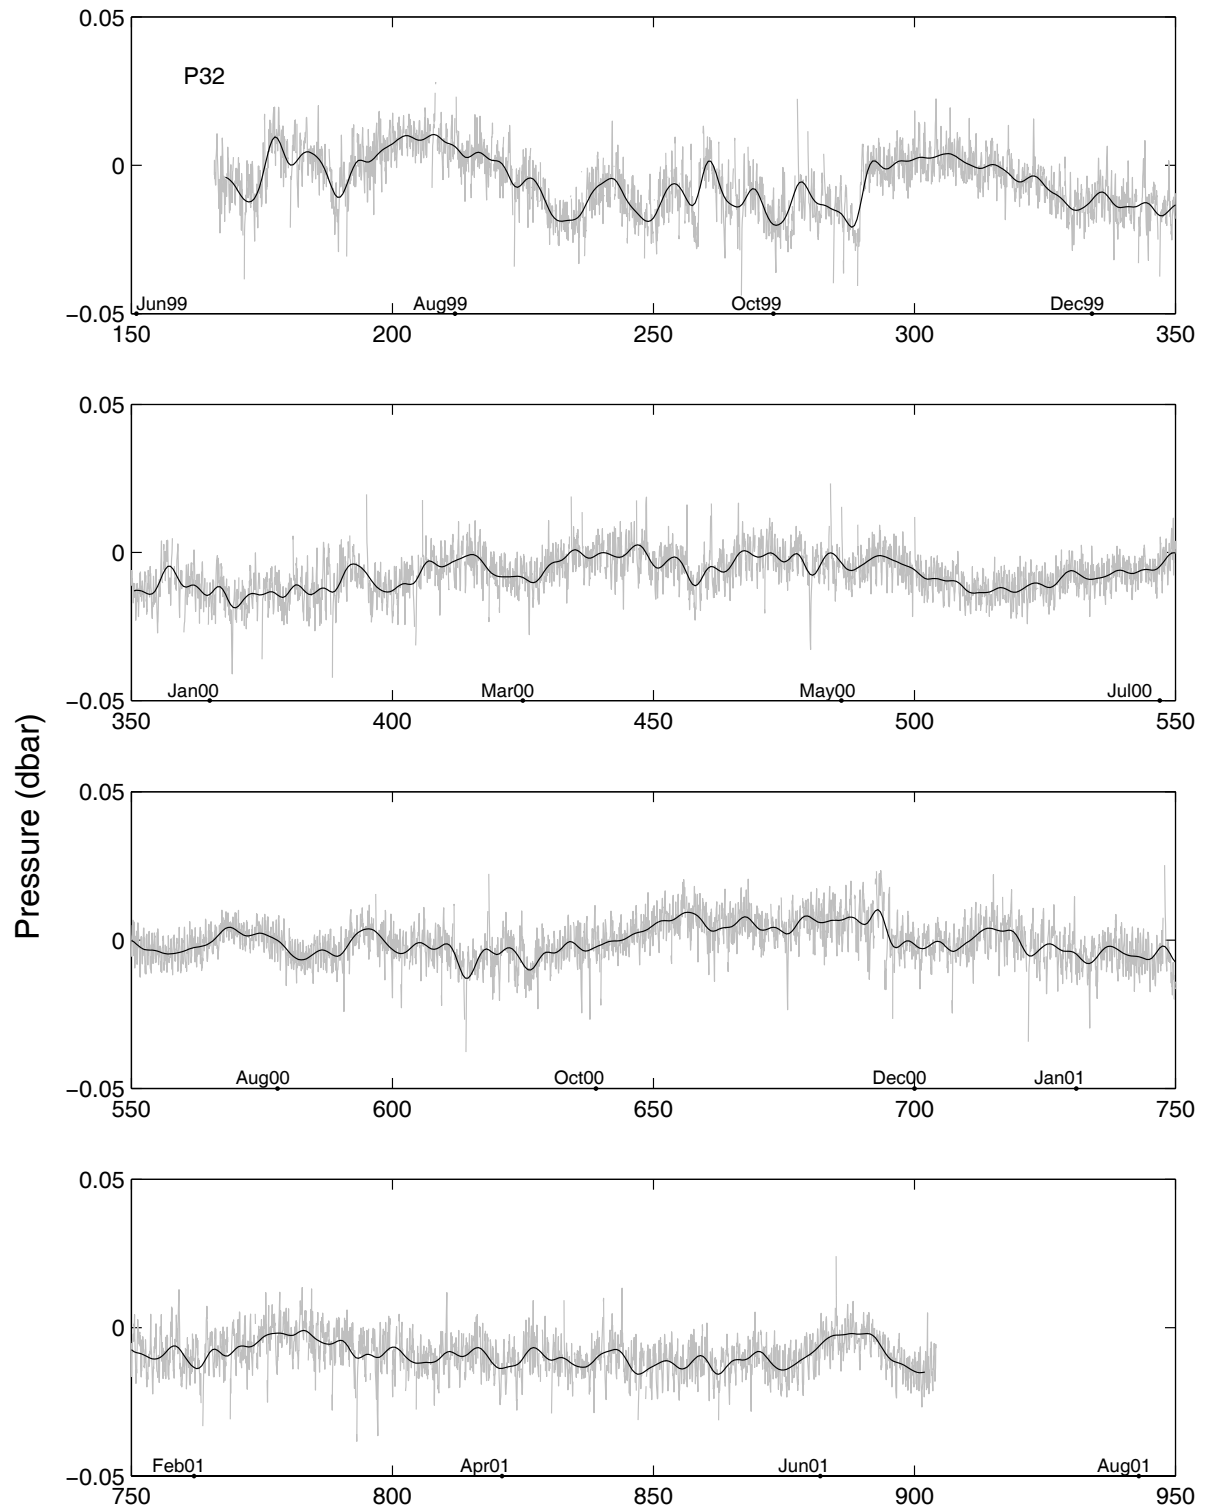 0.05
P32
0
−0.05
Jun99 Aug99 Oct99 Dec99
150 200 250 300 350
0.05
0
−0.05
Jan00 Mar00 May00 Jul00
350 400 450 500 550
Pressure (dbar)
0.05
0
−0.05
Aug00 Oct00 Dec00 Jan01
550 600 650 700 750
0.05
0
−0.05
Feb01 Apr01 Jun01 Aug01
750 800 850 900 950